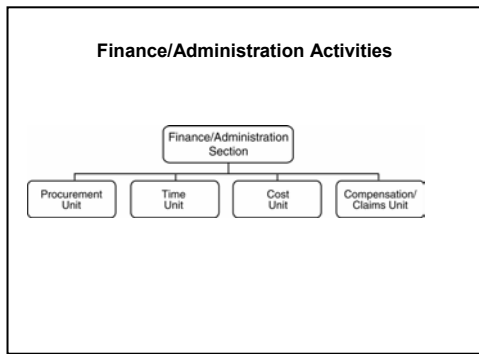 Finance/Administration Activities
Finance/Administration
Section
Procurement
Unit
Time
Unit
Cost
Unit
Compensation/
Claims Unit